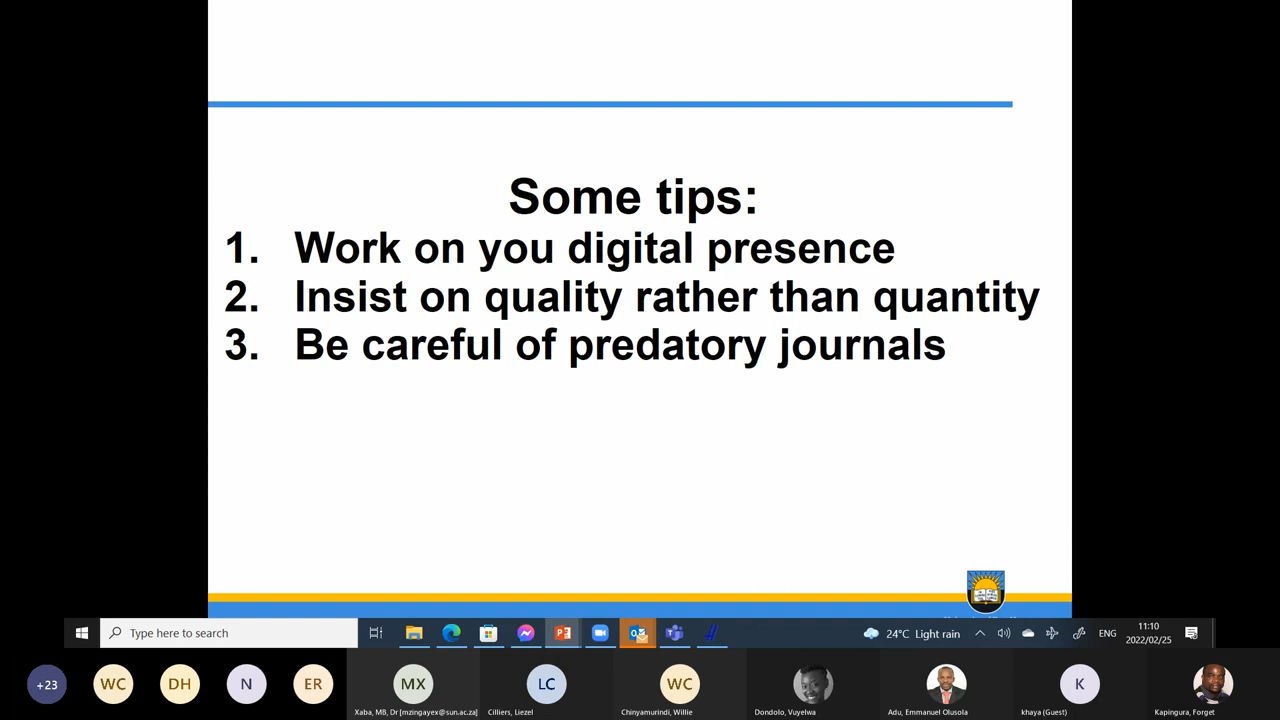 Some tips:
1. Work on you digital presence
2. Insist on quality rather than quantity
3. Be careful of predatory journals
Type here to search
24°C Light rain
ENG
11:10
2022/02/25
+23
WC
DH
N
ER
MX
Xaba, MB, Dr [mzingayex@sun.ac.za]
LC
Cilliers, Liezel
WC
Chinyamurindi, Willie
Dondolo, Vuyelwa
Adu, Emmanuel Olusola
K
khaya (Guest)
Kapingura, Forget